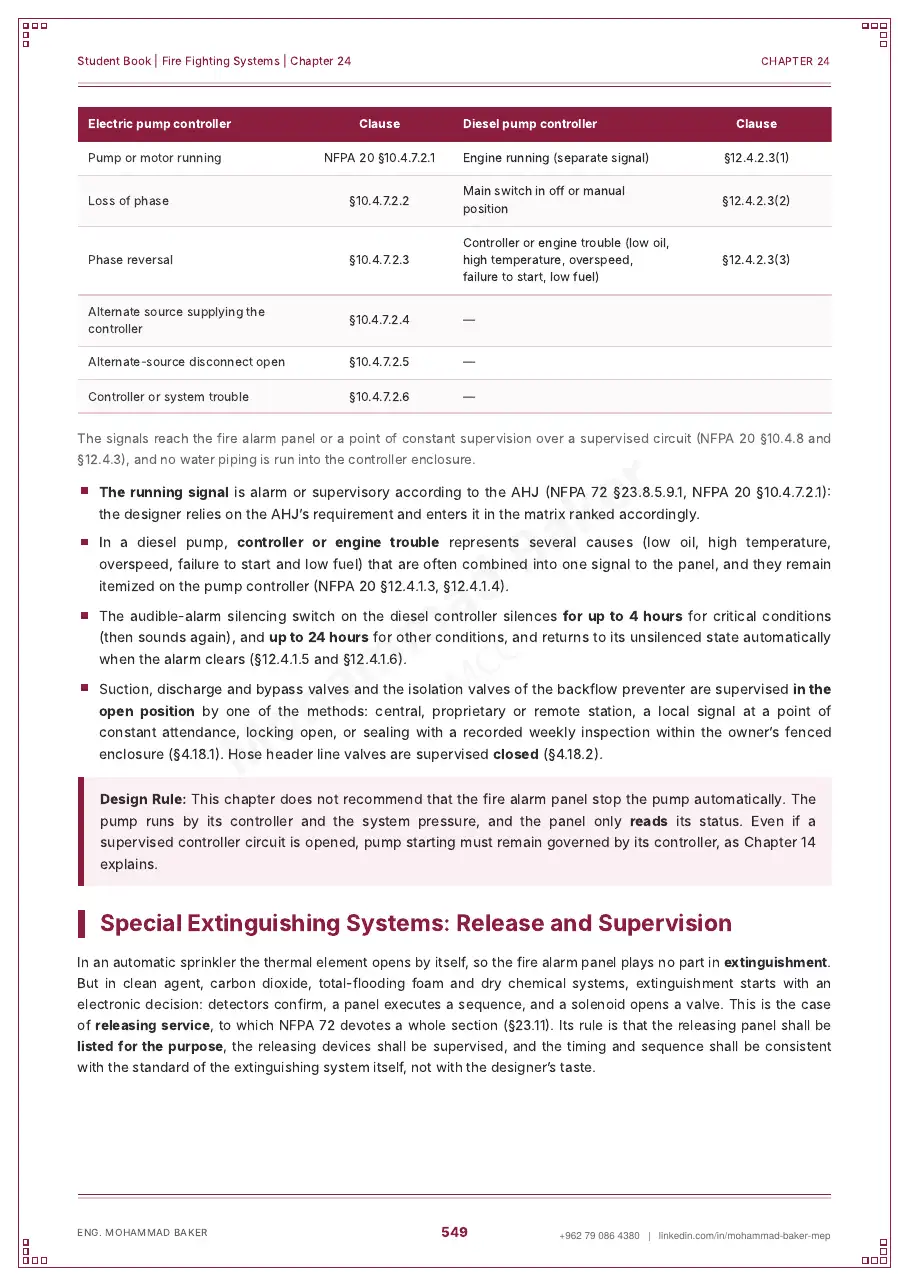 Student Book | Fire Fighting Systems | Chapter 24
CHAPTER 24
Electric pump controller Clause Diesel pump controller Clause
Pump or motor running NFPA 20 §10.4.7.2.1 Engine running (separate signal) §12.4.2.3(1)
Loss of phase §10.4.7.2.2 Main switch in off or manual
position §12.4.2.3(2)
Phase reversal §10.4.7.2.3 Controller or engine trouble (low oil,
high temperature, overspeed,
failure to start, low fuel) §12.4.2.3(3)
Alternate source supplying the
controller §10.4.7.2.4 —
Alternate-source disconnect open §10.4.7.2.5 —
Controller or system trouble §10.4.7.2.6 —
The signals reach the fire alarm panel or a point of constant supervision over a supervised circuit (NFPA 20 §10.4.8 and
§12.4.3), and no water piping is run into the controller enclosure.
The running signal is alarm or supervisory according to the AHJ (NFPA 72 §23.8.5.9.1, NFPA 20 §10.4.7.2.1):
the designer relies on the AHJ's requirement and enters it in the matrix ranked accordingly.
In a diesel pump, controller or engine trouble represents several causes (low oil, high temperature,
overspeed, failure to start and low fuel) that are often combined into one signal to the panel, and they remain
itemized on the pump controller (NFPA 20 §12.4.1.3, §12.4.1.4).
The audible-alarm silencing switch on the diesel controller silences for up to 4 hours for critical conditions
(then sounds again), and up to 24 hours for other conditions, and returns to its unsilenced state automatically
when the alarm clears (§12.4.1.5 and §12.4.1.6).
Suction, discharge and bypass valves and the isolation valves of the backflow preventer are supervised in the
open position by one of the methods: central, proprietary or remote station, a local signal at a point of
constant attendance, locking open, or sealing with a recorded weekly inspection within the owner's fenced
enclosure (§4.18.1). Hose header line valves are supervised closed (§4.18.2).
Design Rule: This chapter does not recommend that the fire alarm panel stop the pump automatically. The
pump runs by its controller and the system pressure, and the panel only reads its status. Even if a
supervised controller circuit is opened, pump starting must remain governed by its controller, as Chapter 14
explains.
Special Extinguishing Systems: Release and Supervision
In an automatic sprinkler the thermal element opens by itself, so the fire alarm panel plays no part in extinguishment.
But in clean agent, carbon dioxide, total-flooding foam and dry chemical systems, extinguishment starts with an
electronic decision: detectors confirm, a panel executes a sequence, and a solenoid opens a valve. This is the case
of releasing service, to which NFPA 72 devotes a whole section (§23.11). Its rule is that the releasing panel shall be
listed for the purpose, the releasing devices shall be supervised, and the timing and sequence shall be consistent
with the standard of the extinguishing system itself, not with the designer's taste.
ENG. MOHAMMAD BAKER
549
+962 79 086 4380 | linkedin.com/in/mohammad-baker-mep